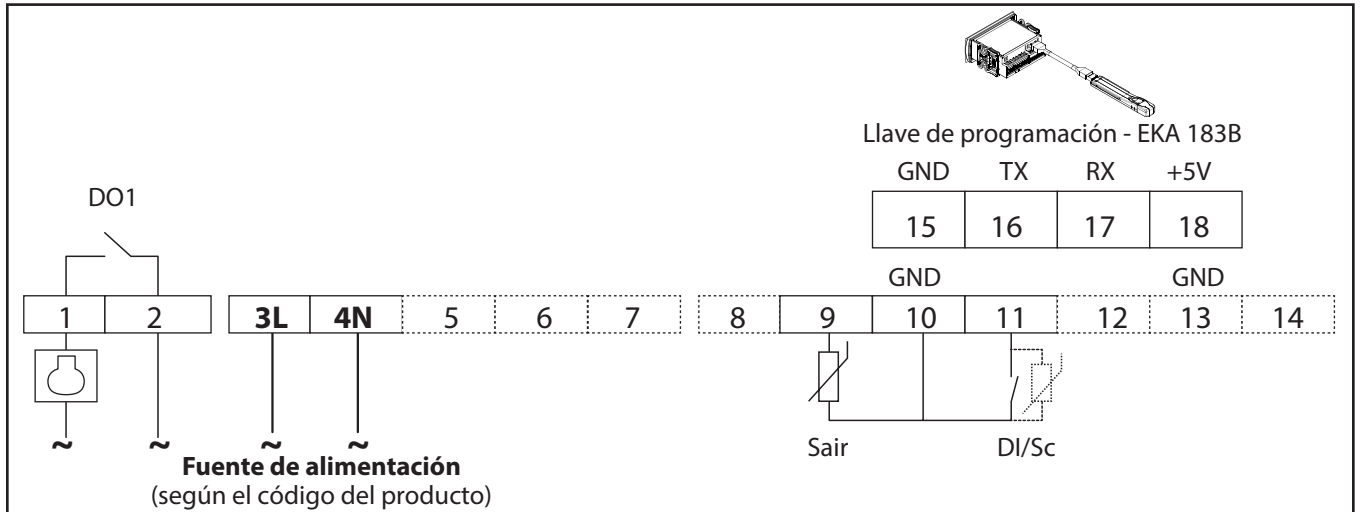 Llave de programación - EKA 183B
GND TX RX +5V
15 16 17 18
DO1
GND GND
1 2 3L 4N 5 6 7 8 9 10 11 12 13 14
~ ~ ~ ~
Sair DI/Sc
Fuente de alimentación
(según el código del producto)